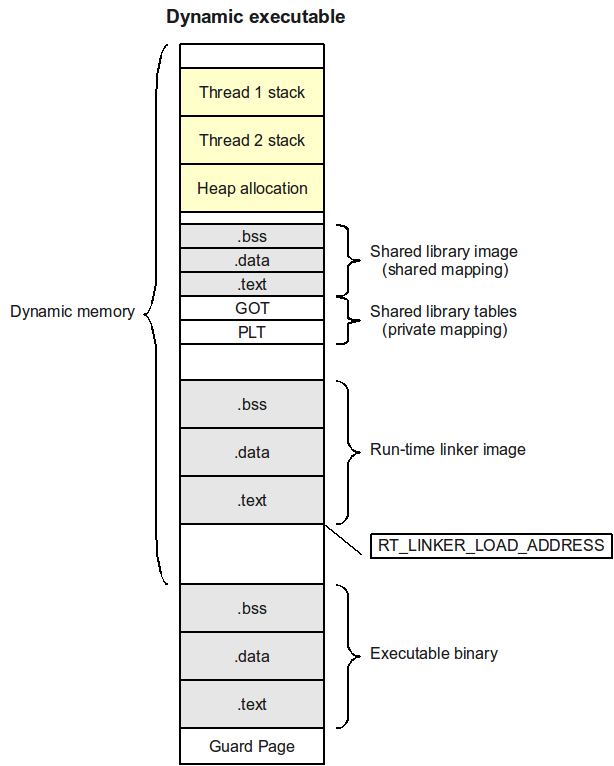 Dynamic executable
Thread 1 stack
Thread 2 stack
Heap allocation
.bss
.data
.text
Shared library image
(shared mapping)
GOT
PLT
Shared library tables
(private mapping)
Dynamic memory
.bss
.data
.text
Run-time linker image
RT_LINKER_LOAD_ADDRESS
.bss
.data
.text
Executable binary
Guard Page